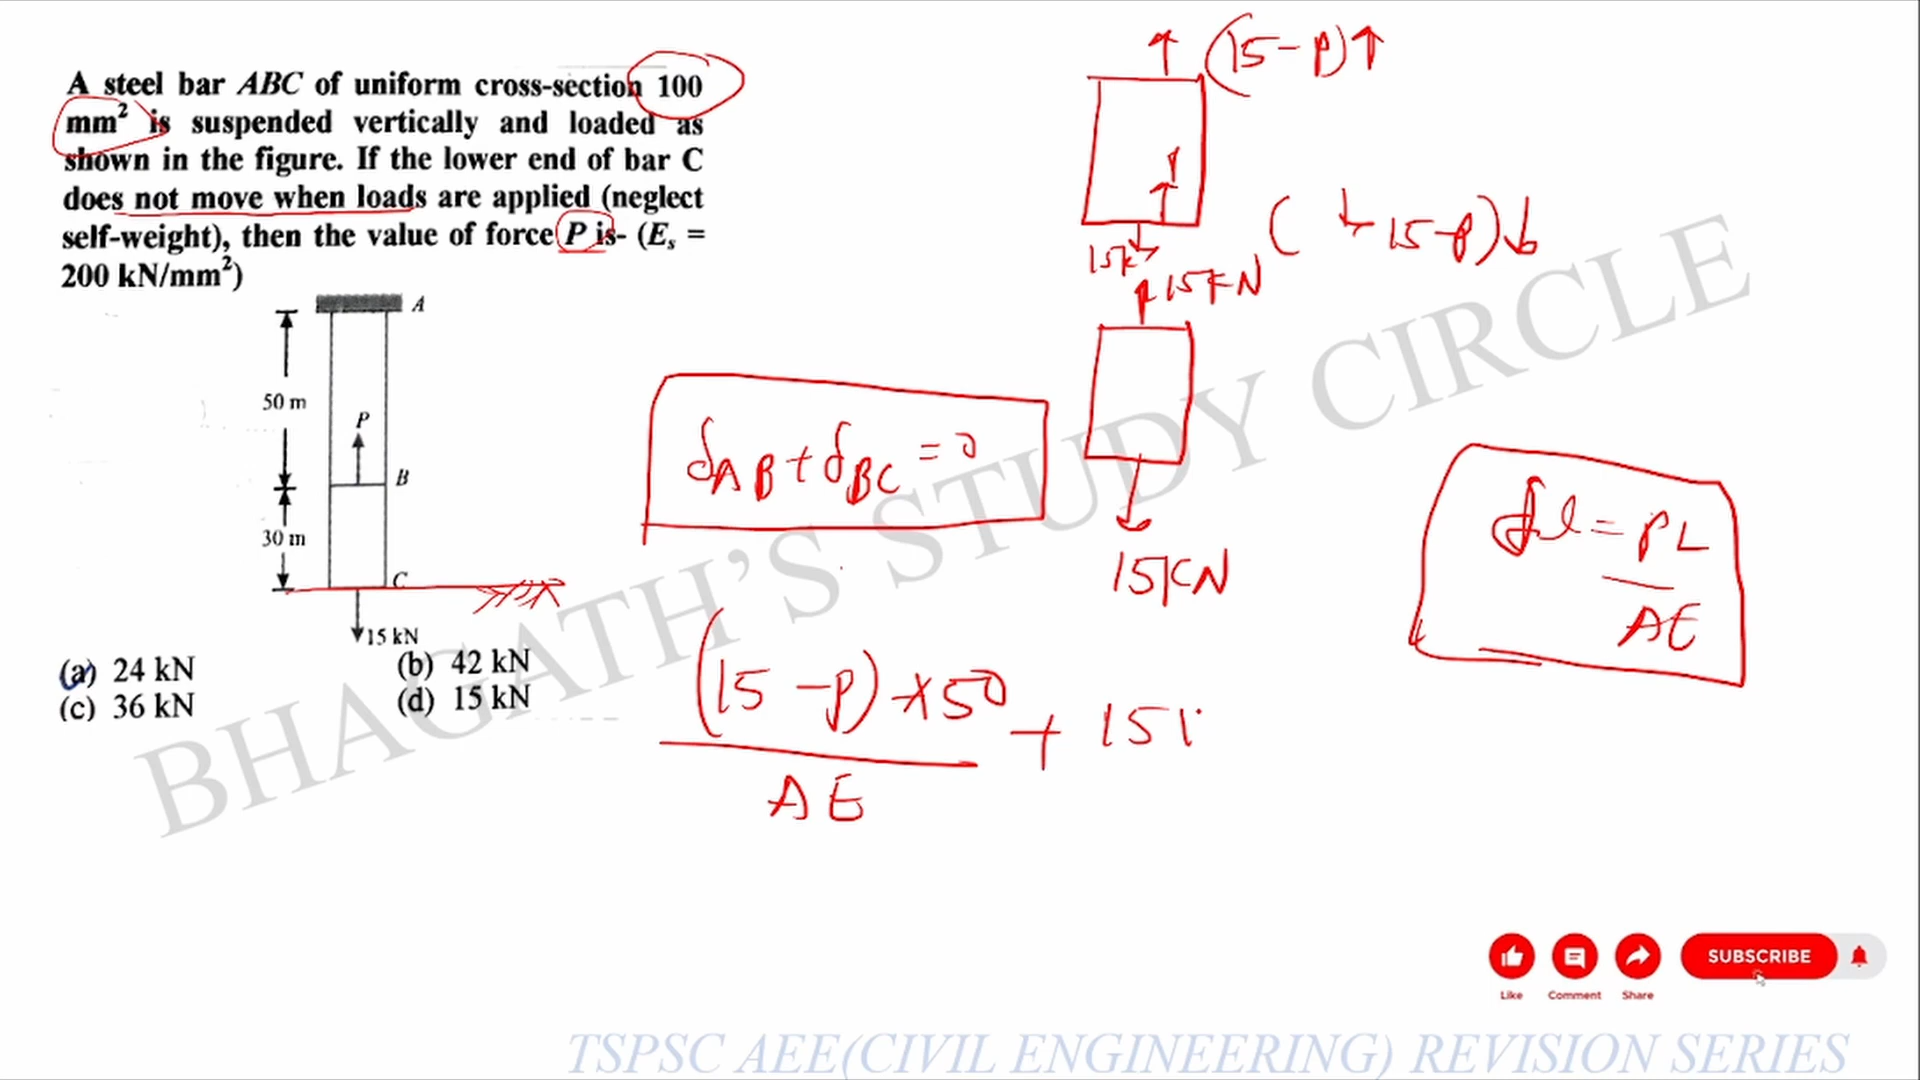 A steel bar ABC of uniform cross-section 100
mm² is suspended vertically and loaded as
shown in the figure. If the lower end of bar C
does not move when loads are applied (neglect
self-weight), then the value of force P is- (Eₛ =
200 kN/mm²)
A
50 m
P
B
30 m
C
15 kN
(a) 24 kN
(b) 42 kN
(c) 36 kN
(d) 15 kN
(15-P)↑
P
15k
(↓15-P)↓
15KN
15KN
δAB + δBC = 0
δl = PL
AE
(15-P) × 50
AE
+ 15
BHAGATH'S STUDY CIRCLE
Like
Comment
Share
SUBSCRIBE
TSPSC AEE(CIVIL ENGINEERING) REVISION SERIES